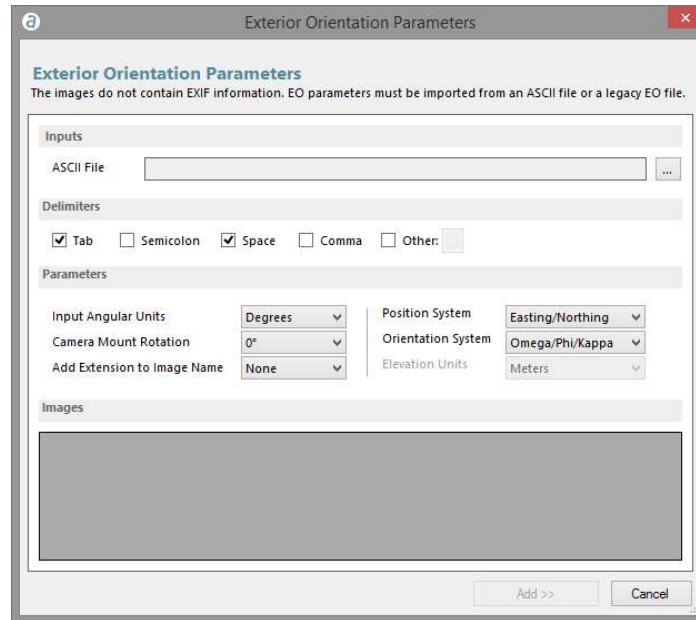 a Exterior Orientation Parameters x
Exterior Orientation Parameters
The images do not contain EXIF information. EO parameters must be imported from an ASCII file or a legacy EO file.
Inputs
ASCII File ...
Delimiters
Tab Semicolon Space Comma Other:
Parameters
Input Angular Units Degrees Position System Easting/Northing
Camera Mount Rotation 0° Orientation System Omega/Phi/Kappa
Add Extension to Image Name None Elevation Units Meters
Images
Add >> Cancel